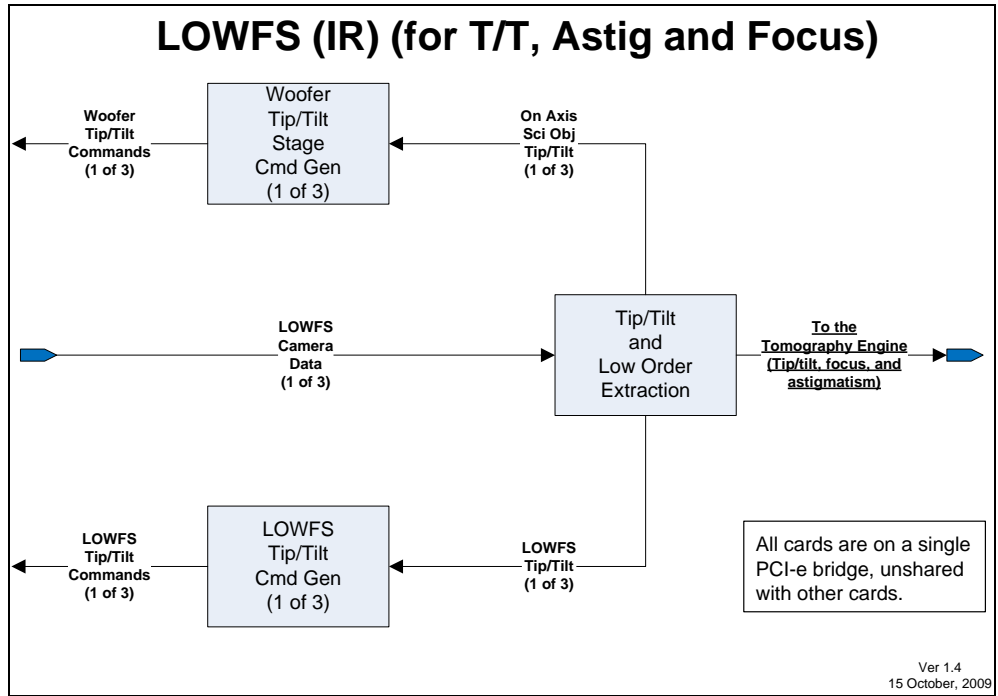 LOWFS (IR) (for T/T, Astig and Focus)
Woofer
Tip/Tilt
Commands
(1 of 3)
Woofer
Tip/Tilt
Stage
Cmd Gen
(1 of 3)
On Axis
Sci Obj
Tip/Tilt
(1 of 3)
LOWFS
Camera
Data
(1 of 3)
Tip/Tilt
and
Low Order
Extraction
To the
Tomography Engine
(Tip/tilt, focus, and
astigmatism)
LOWFS
Tip/Tilt
Commands
(1 of 3)
LOWFS
Tip/Tilt
Cmd Gen
(1 of 3)
LOWFS
Tip/Tilt
(1 of 3)
All cards are on a single
PCI-e bridge, unshared
with other cards.
Ver 1.4
15 October, 2009